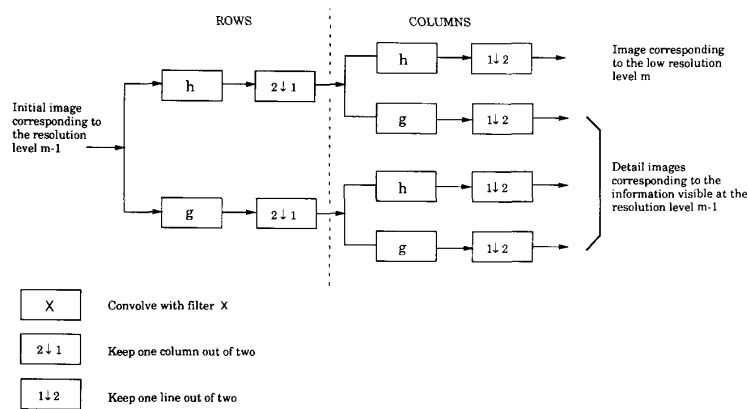 ROWS
COLUMNS
Initial image
corresponding to
the resolution
level m-1
h
2↓1
h
1↓2
Image corresponding
to the low resolution
level m
g
1↓2
g
2↓1
h
1↓2
g
1↓2
Detail images
corresponding to the
information visible at the
resolution level m-1
X
Convolve with filter X
2↓1
Keep one column out of two
1↓2
Keep one line out of two